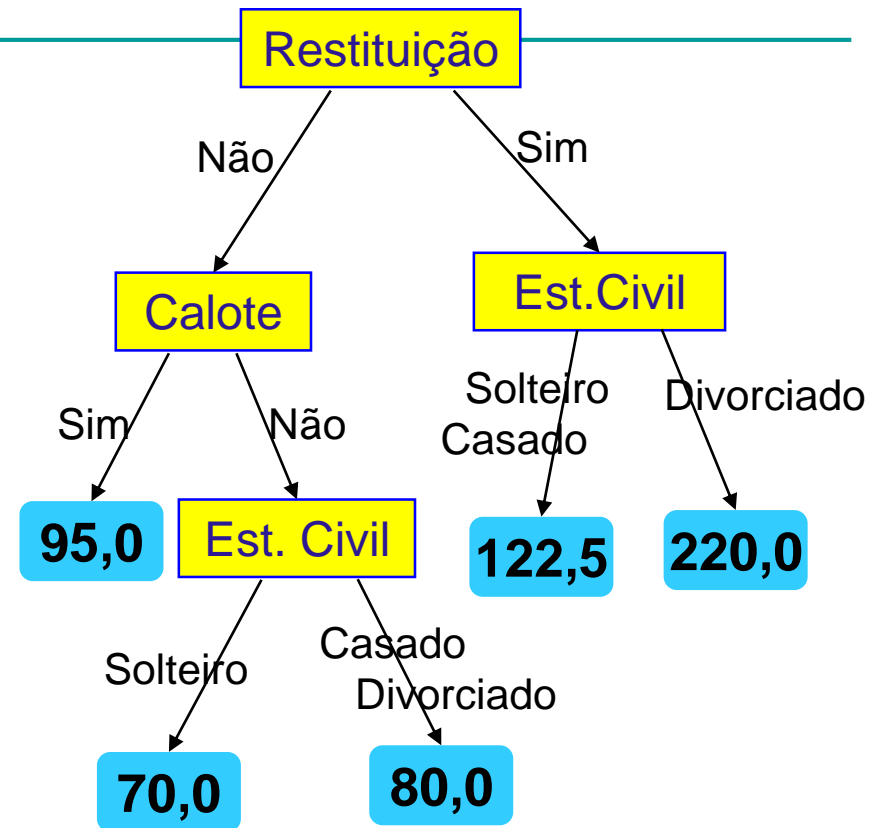 Restituição
Não
Sim
Calote
Est.Civil
Sim
Não
Solteiro
Casado
Divorciado
95,0
Est. Civil
122,5
220,0
Solteiro
Casado
Divorciado
70,0
80,0